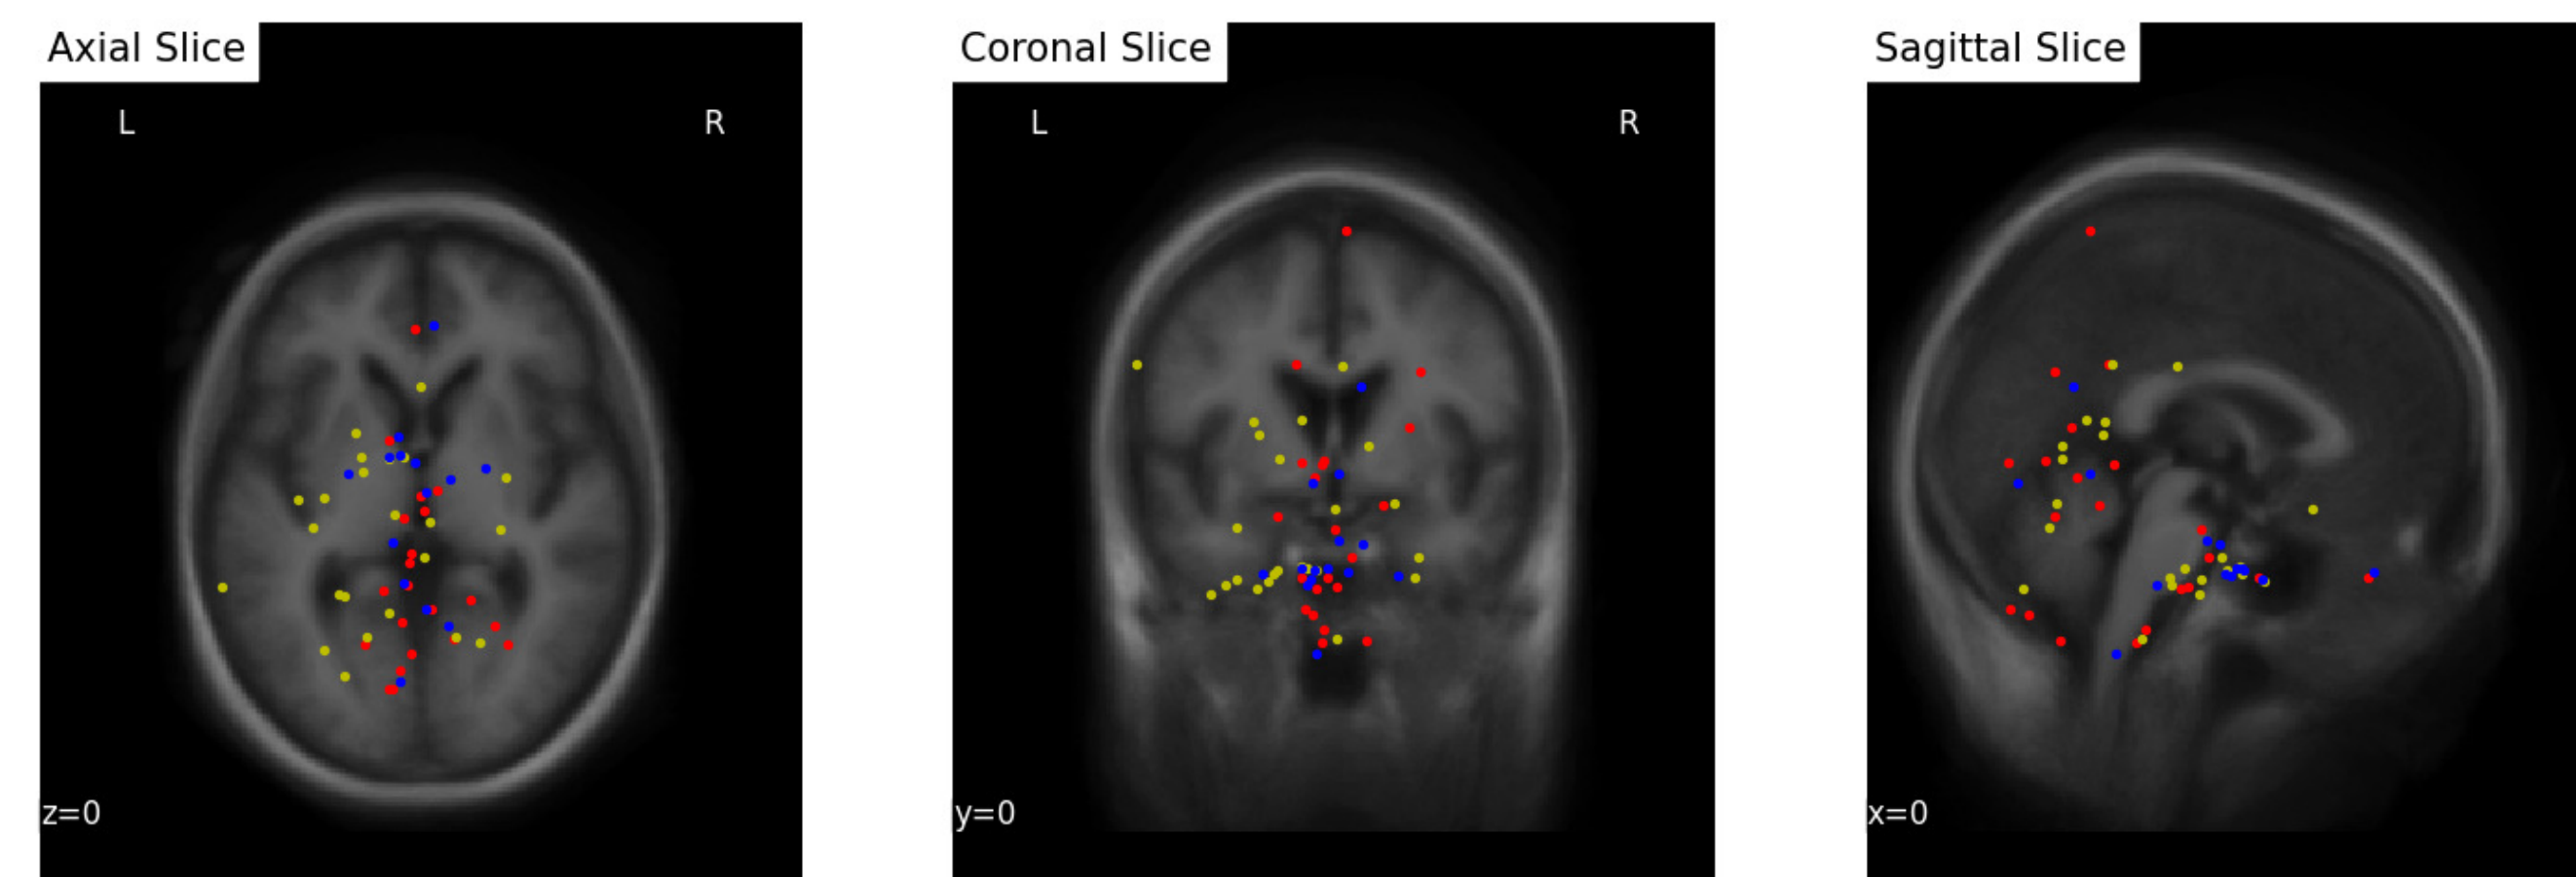 Axial Slice
L R
z=0
Coronal Slice
L R
y=0
Sagittal Slice
x=0